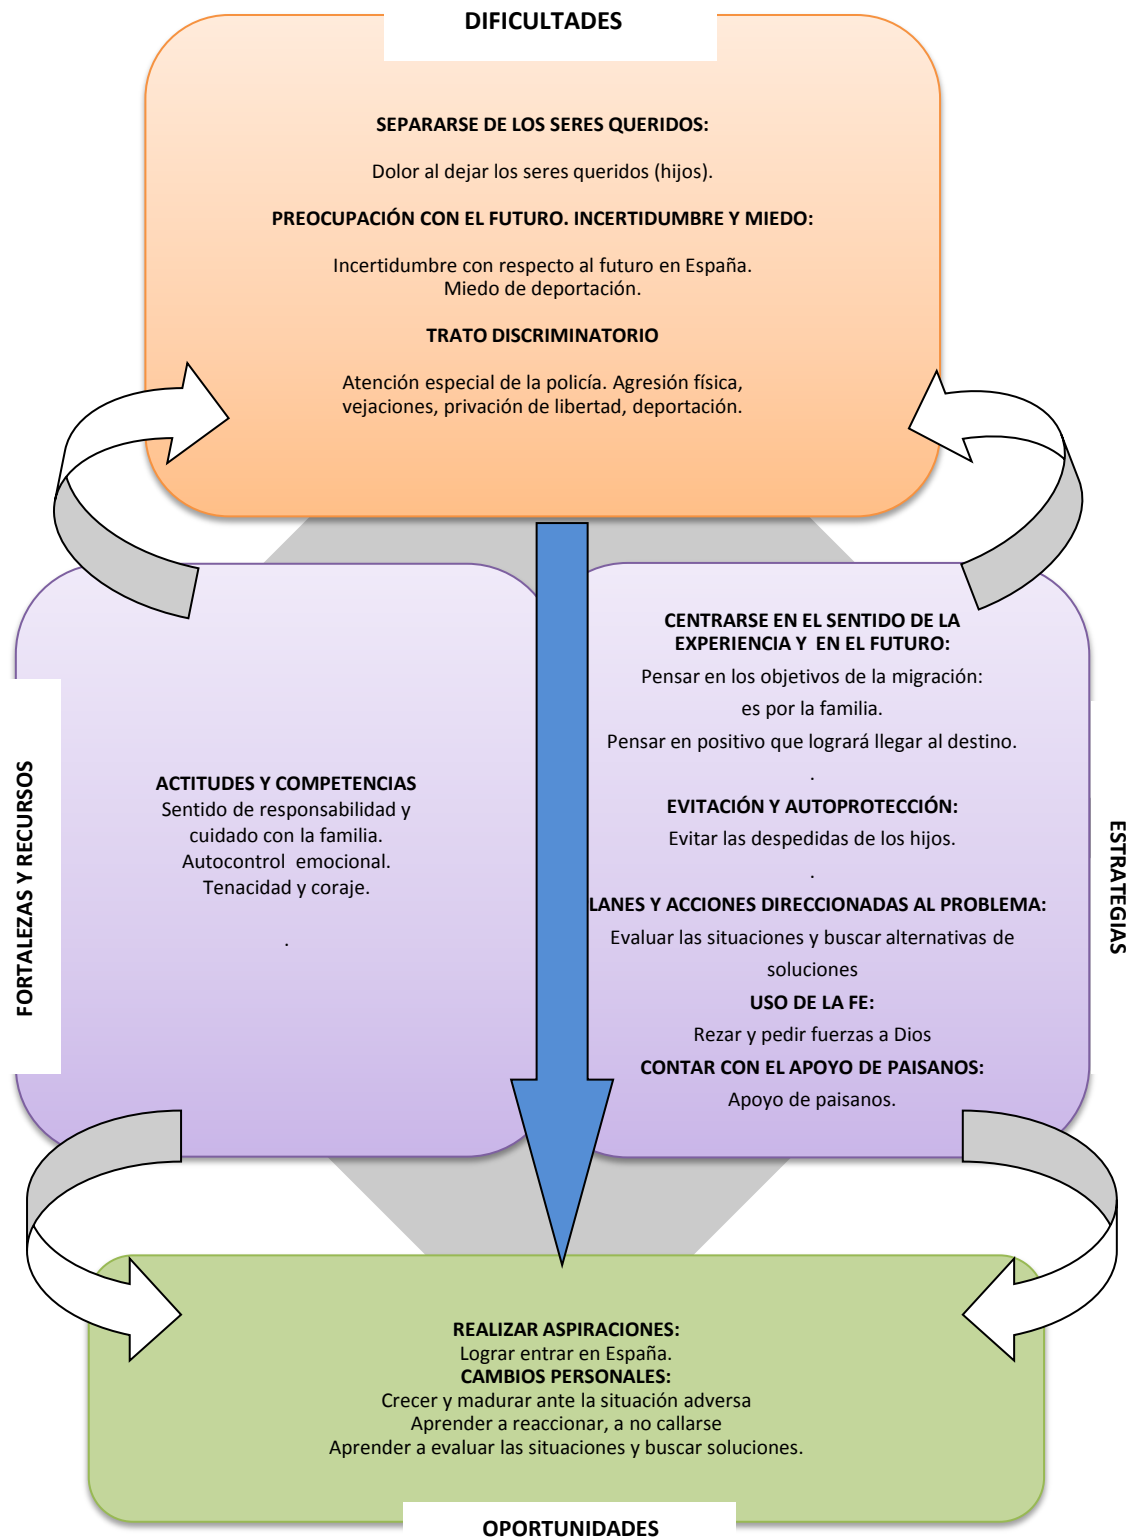 DIFICULTADES
SEPARARSE DE LOS SERES QUERIDOS:
Dolor al dejar los seres queridos (hijos).
PREOCUPACIÓN CON EL FUTURO. INCERTIDUMBRE Y MIEDO:
Incertidumbre con respecto al futuro en España.
Miedo de deportación.
TRATO DISCRIMINATORIO
Atención especial de la policía. Agresión física,
vejaciones, privación de libertad, deportación.
FORTALEZAS Y RECURSOS
ACTITUDES Y COMPETENCIAS
Sentido de responsabilidad y
cuidado con la familia.
Autocontrol emocional.
Tenacidad y coraje.
.
CENTRARSE EN EL SENTIDO DE LA
EXPERIENCIA Y EN EL FUTURO:
Pensar en los objetivos de la migración:
es por la familia.
Pensar en positivo que logrará llegar al destino.
.
EVITACIÓN Y AUTOPROTECCIÓN:
Evitar las despedidas de los hijos.
.
LANES Y ACCIONES DIRECCIONADAS AL PROBLEMA:
Evaluar las situaciones y buscar alternativas de
soluciones
USO DE LA FE:
Rezar y pedir fuerzas a Dios
CONTAR CON EL APOYO DE PAISANOS:
Apoyo de paisanos.
ESTRATEGIAS
REALIZAR ASPIRACIONES:
Lograr entrar en España.
CAMBIOS PERSONALES:
Crecer y madurar ante la situación adversa
Aprender a reaccionar, a no callarse
Aprender a evaluar las situaciones y buscar soluciones.
OPORTUNIDADES